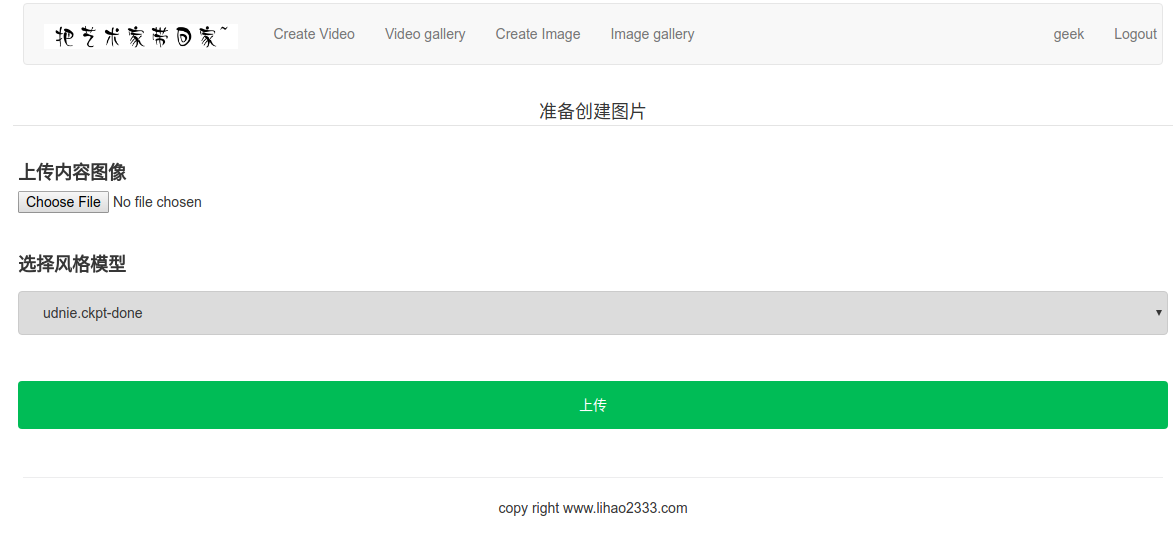 把艺术家带回家~ Create Video Video gallery Create Image Image gallery geek Logout
准备创建图片
上传内容图像
Choose File No file chosen
选择风格模型
udnie.ckpt-done
上传
copy right www.lihao2333.com